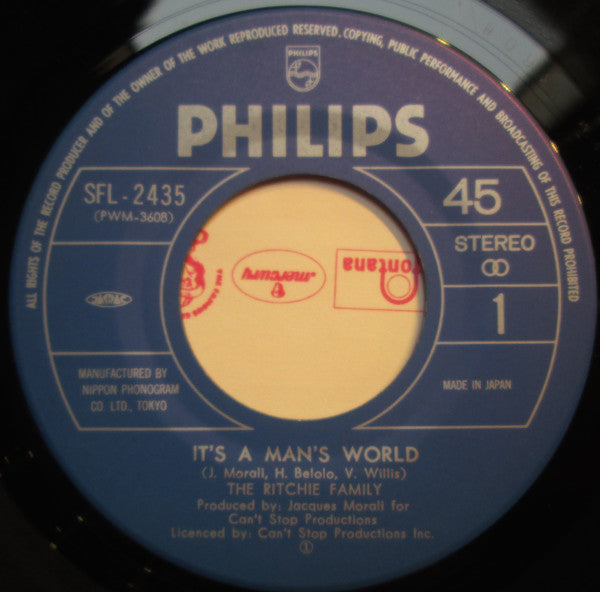 ALL RIGHTS OF THE RECORD PRODUCER AND OF THE OWNER OF THE WORK REPRODUCED RESERVED. COPYING, PUBLIC PERFORMANCE AND BROADCASTING OF THIS RECORD PROHIBITED
PHILIPS
PHILIPS
SFL-2435
(PWM-3608)
45
STEREO
1
MANUFACTURED BY
NIPPON PHONOGRAM
CO. LTD., TOKYO
MADE IN JAPAN
mercury
fontana
IT'S A MAN'S WORLD
(J. Morali, H. Belolo, V. Willis)
THE RITCHIE FAMILY
Produced by: Jacques Morali for
Can't Stop Productions
Licenced by: Can't Stop Productions Inc.
①